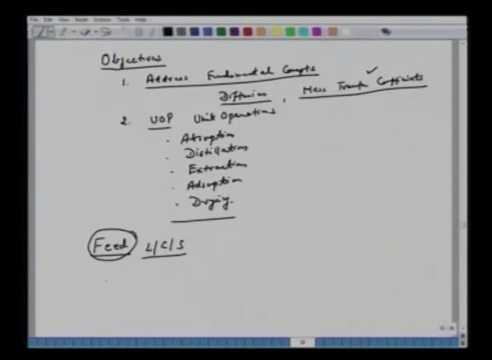 Objectives
1. Address Fundamental Concepts
Diffusion, Mass Transfer Coefficients
2. UOP Unit Operations
. Absorption
. Distillation
. Extraction
. Adsorption
. Drying.
Feed L/G/S